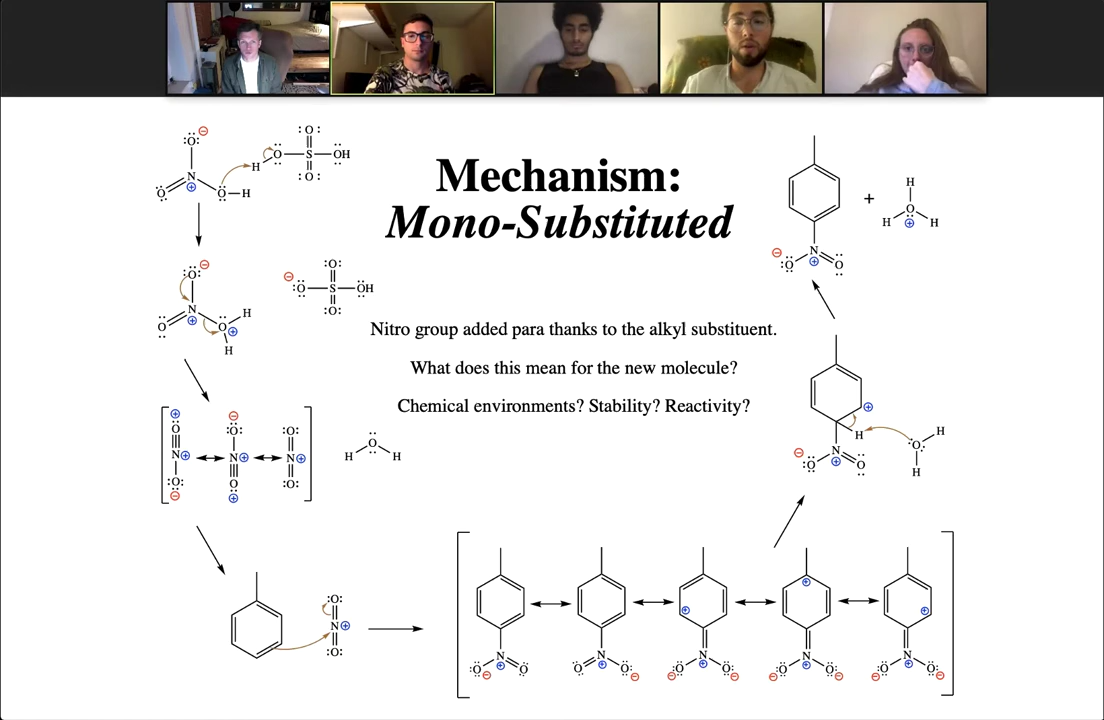 Mechanism:
Mono-Substituted
Nitro group added para thanks to the alkyl substituent.
What does this mean for the new molecule?
Chemical environments? Stability? Reactivity?